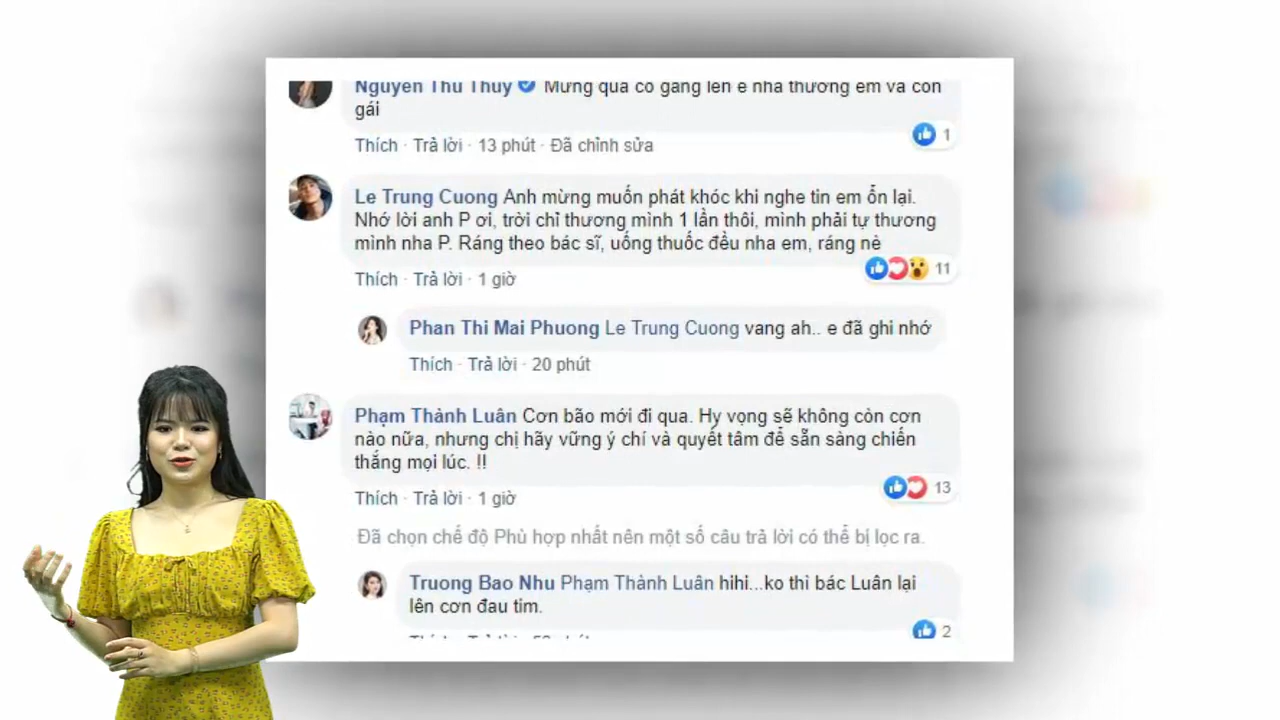 Nguyen Thu Thuy Mừng quá cố gắng lên e nha thương em và con
gái
Thích · Trả lời · 13 phút · Đã chỉnh sửa
1
Le Trung Cuong Anh mừng muốn phát khóc khi nghe tin em ổn lại.
Nhớ lời anh P ơi, trời chỉ thương mình 1 lần thôi, mình phải tự thương
mình nha P. Ráng theo bác sĩ, uống thuốc đều nha em, ráng nè
11
Thích · Trả lời · 1 giờ
Phan Thi Mai Phuong Le Trung Cuong vang ah.. e đã ghi nhớ
Thích · Trả lời · 20 phút
Phạm Thành Luân Cơn bão mới đi qua. Hy vọng sẽ không còn cơn
nào nữa, nhưng chị hãy vững ý chí và quyết tâm để sẵn sàng chiến
thắng mọi lúc. !!
13
Thích · Trả lời · 1 giờ
Đã chọn chế độ Phù hợp nhất nên một số câu trả lời có thể bị lọc ra.
Truong Bao Nhu Phạm Thành Luân hihi...ko thì bác Luân lại
lên cơn đau tim.
2